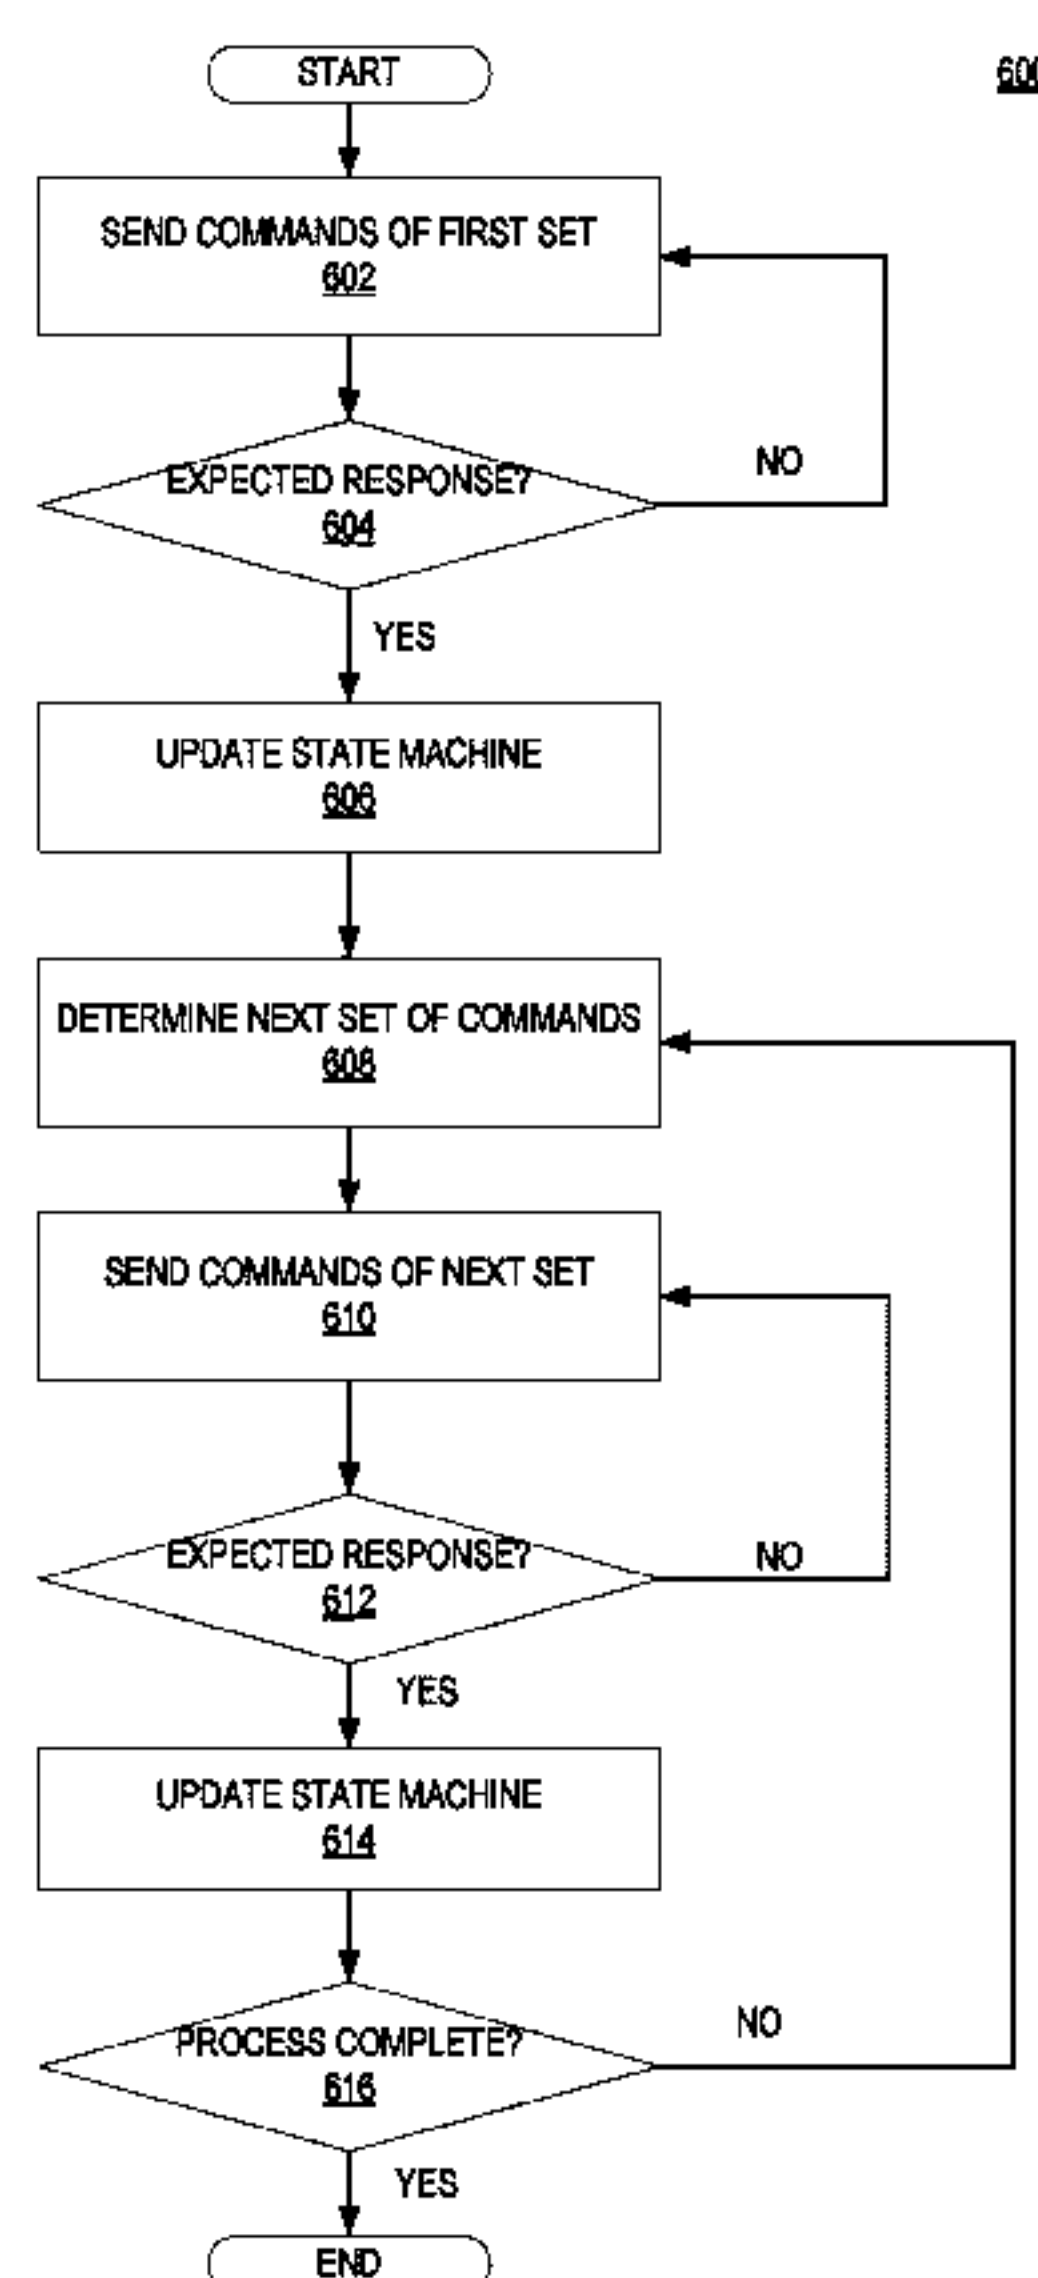 START
600
SEND COMMANDS OF FIRST SET
602
EXPECTED RESPONSE?
604
NO
YES
UPDATE STATE MACHINE
606
DETERMINE NEXT SET OF COMMANDS
608
SEND COMMANDS OF NEXT SET
610
EXPECTED RESPONSE?
612
NO
YES
UPDATE STATE MACHINE
614
PROCESS COMPLETE?
616
NO
YES
END